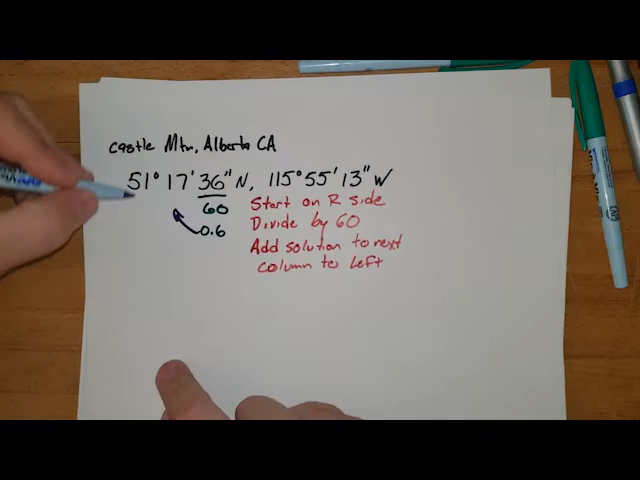 Castle Mtn, Alberta CA
51° 17' 36" N, 115° 55' 13" W
60
0.6
Start on R side
Divide by 60
Add solution to next
column to left